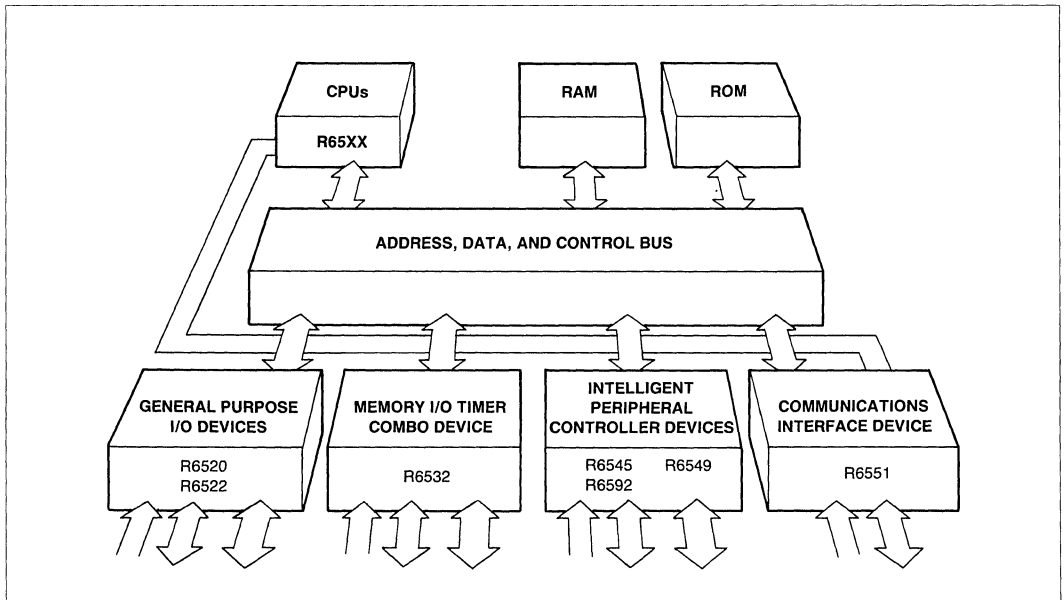 CPUs
R65XX
RAM
ROM
ADDRESS, DATA, AND CONTROL BUS
GENERAL PURPOSE
I/O DEVICES
R6520
R6522
MEMORY I/O TIMER
COMBO DEVICE
R6532
INTELLIGENT
PERIPHERAL
CONTROLLER DEVICES
R6545 R6549
R6592
COMMUNICATIONS
INTERFACE DEVICE
R6551